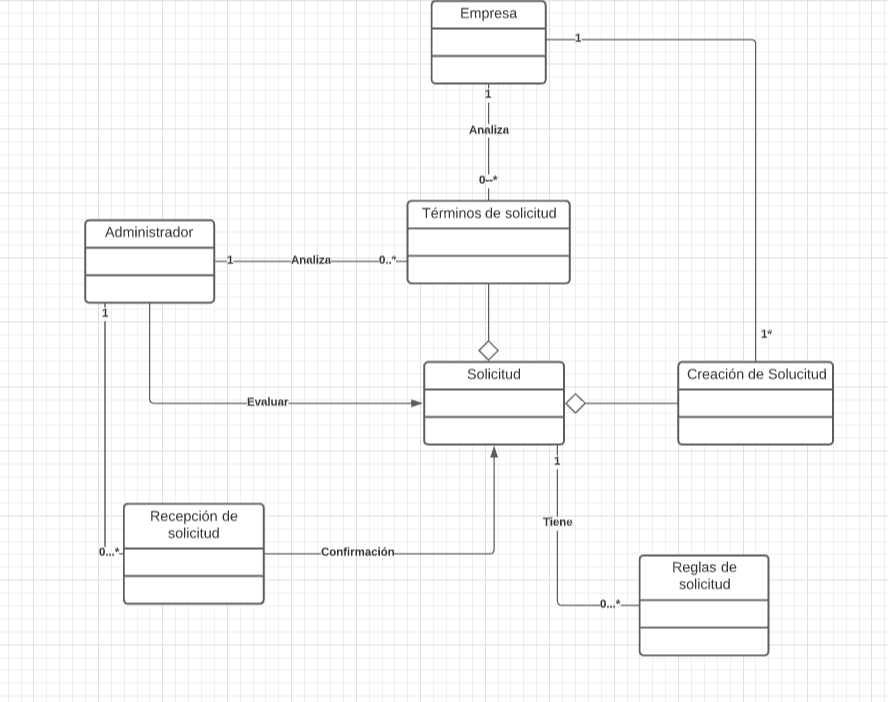 Empresa
1
1
Analiza
0--*
Términos de solicitud
Administrador
1
Analiza
0..*
1
1*
Solicitud
Creación de Solucitud
Evaluar
1
Recepción de
solicitud
Tiene
0...*
Confirmación
Reglas de
solicitud
0...*